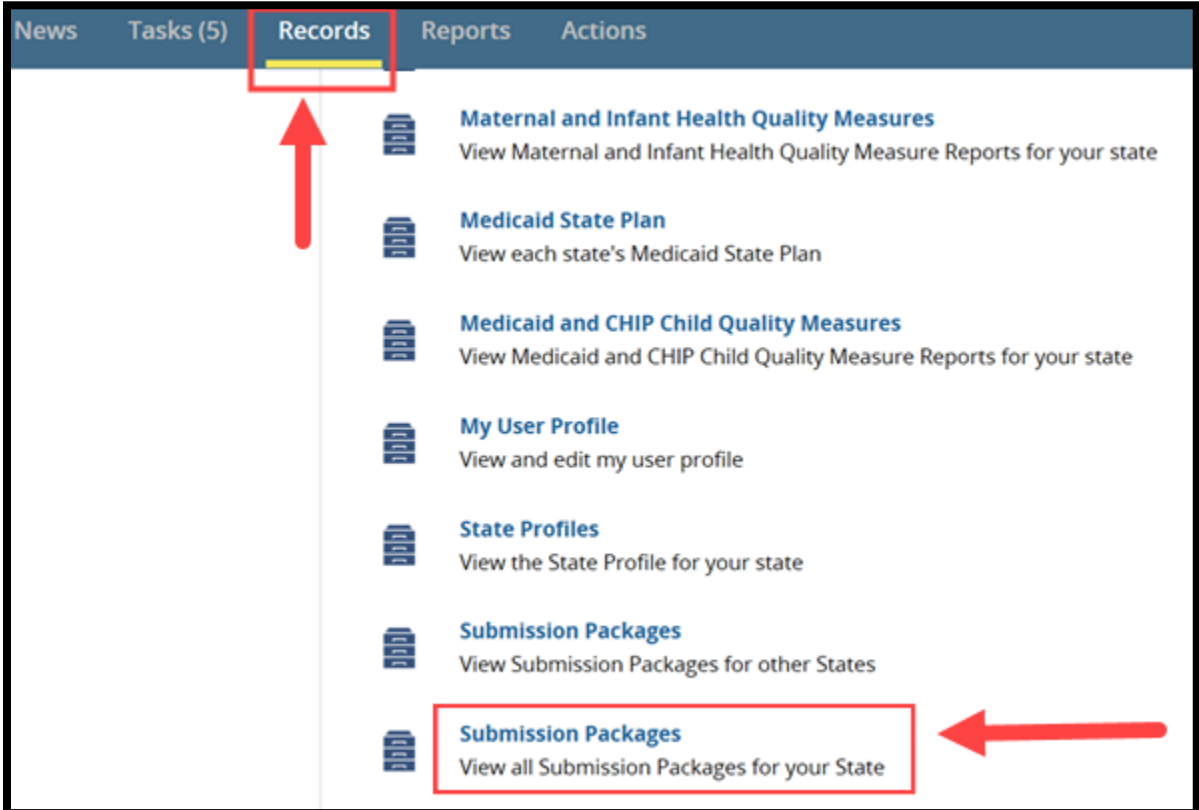 News Tasks (5) Records Reports Actions
Maternal and Infant Health Quality Measures
View Maternal and Infant Health Quality Measure Reports for your state
Medicaid State Plan
View each state's Medicaid State Plan
Medicaid and CHIP Child Quality Measures
View Medicaid and CHIP Child Quality Measure Reports for your state
My User Profile
View and edit my user profile
State Profiles
View the State Profile for your state
Submission Packages
View Submission Packages for other States
Submission Packages
View all Submission Packages for your State